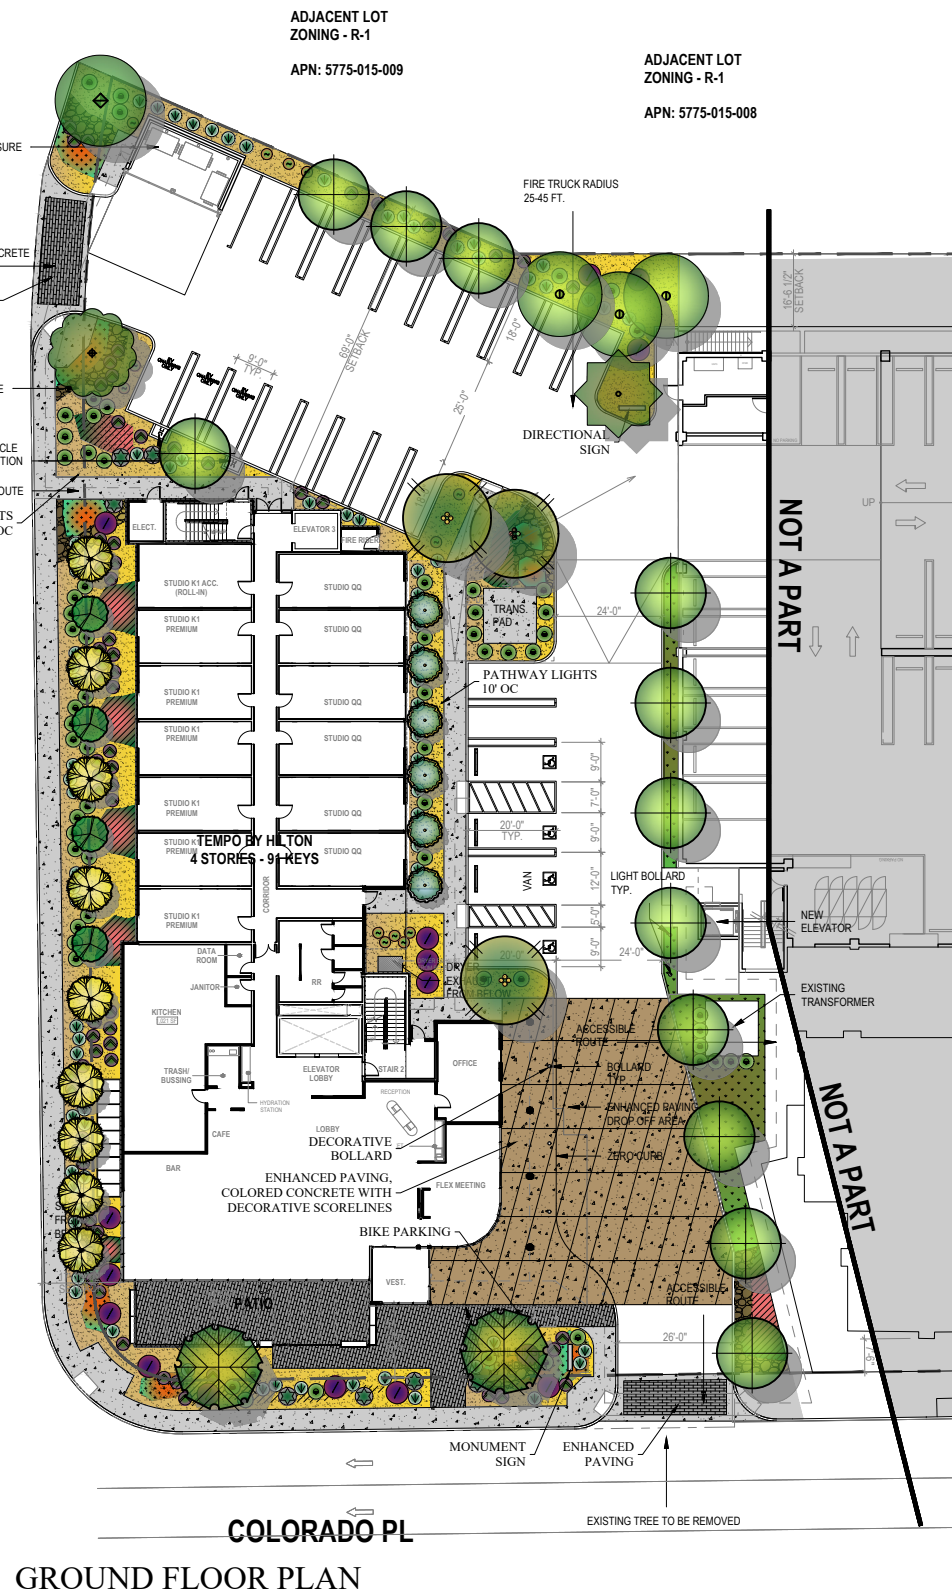 ADJACENT LOT
ZONING - R-1
APN: 5775-015-009
ADJACENT LOT
ZONING - R-1
APN: 5775-015-008
SURE
FIRE TRUCK RADIUS
25-45 FT.
CRETE
16'-6 1/2"
SETBACK
69'-0"
SETBACK
18'-0"
9'-0"
TYP.
25'-0"
E
DIRECTIONAL
SIGN
CLE
TION
OUTE
TS
OC
UP
NOT A PART
ELECT.
ELEVATOR 3
FIRE RISER
STUDIO K1 ACC.
(ROLL-IN)
STUDIO QQ
TRANS.
PAD
24'-0"
STUDIO K1
PREMIUM
STUDIO QQ
STUDIO QQ
PATHWAY LIGHTS
10' OC
STUDIO K1
PREMIUM
STUDIO K1
PREMIUM
STUDIO QQ
9'-0"
7'-0"
STUDIO K1
PREMIUM
STUDIO QQ
20'-0"
TYP.
9'-0"
STUDIO K1
PREMIUM
STUDIO QQ
TEMPO BY HILTON
4 STORIES - 91 KEYS
CORRIDOR
VAN
12'-0"
LIGHT BOLLARD
TYP.
STUDIO K1
PREMIUM
5'-0"
NEW
ELEVATOR
9'-0"
20'-0"
24'-0"
DATA
ROOM
DRYER
EXHAUST
FROM BELOW
JANITOR
RR
EXISTING
TRANSFORMER
KITCHEN
ACCESSIBLE
ROUTE
TRASH/
BUSSING
ELEVATOR
LOBBY
STAIR 2
OFFICE
BOLLARD
TYP.
HYDRATION
STATION
RECEPTION
ENHANCED PAVING
DROP OFF AREA
CAFE
LOBBY
DECORATIVE
BOLLARD
ZERO CURB
NOT A PART
BAR
ENHANCED PAVING,
COLORED CONCRETE WITH
DECORATIVE SCORELINES
FLEX MEETING
BIKE PARKING
VEST.
ACCESSIBLE
ROUTE
PATIO
26'-0"
MONUMENT
SIGN
ENHANCED
PAVING
EXISTING TREE TO BE REMOVED
COLORADO PL
GROUND FLOOR PLAN